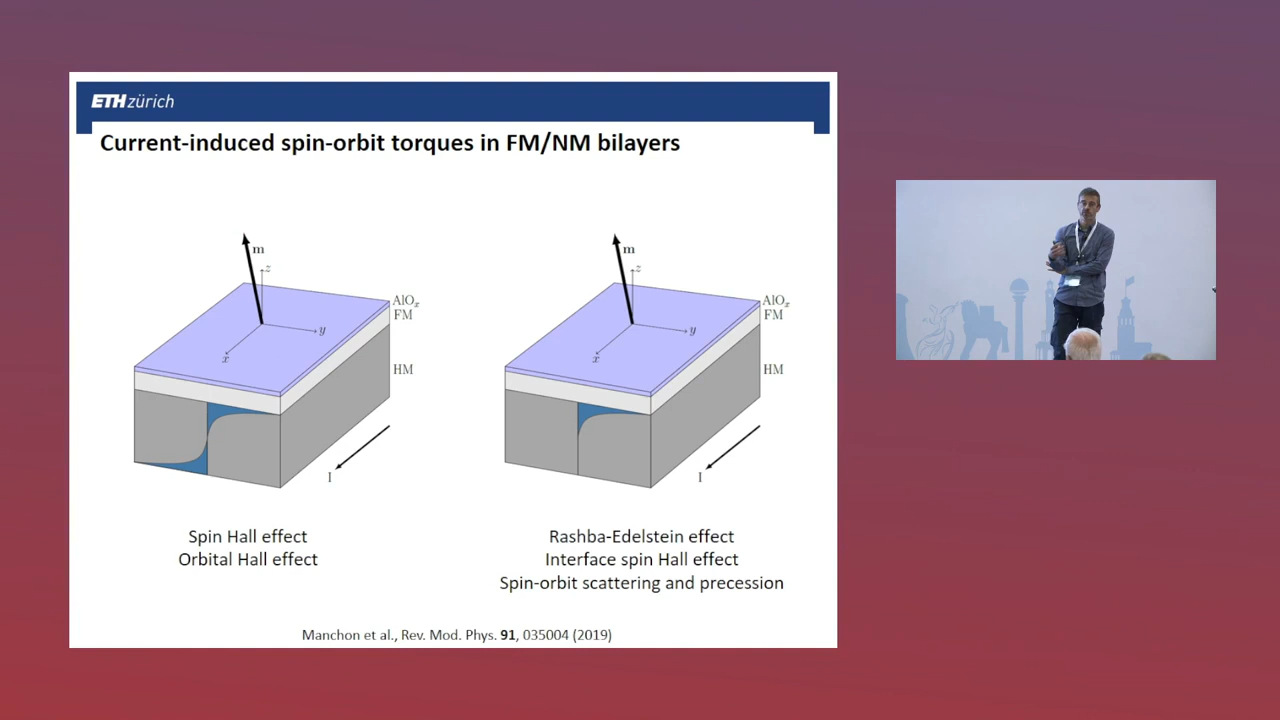 ETH zürich
Current-induced spin-orbit torques in FM/NM bilayers
m
z
y
x
AlOₓ
FM
HM
I
m
z
y
x
AlOₓ
FM
HM
I
Spin Hall effect
Orbital Hall effect
Rashba-Edelstein effect
Interface spin Hall effect
Spin-orbit scattering and precession
Manchon et al., Rev. Mod. Phys. 91, 035004 (2019)